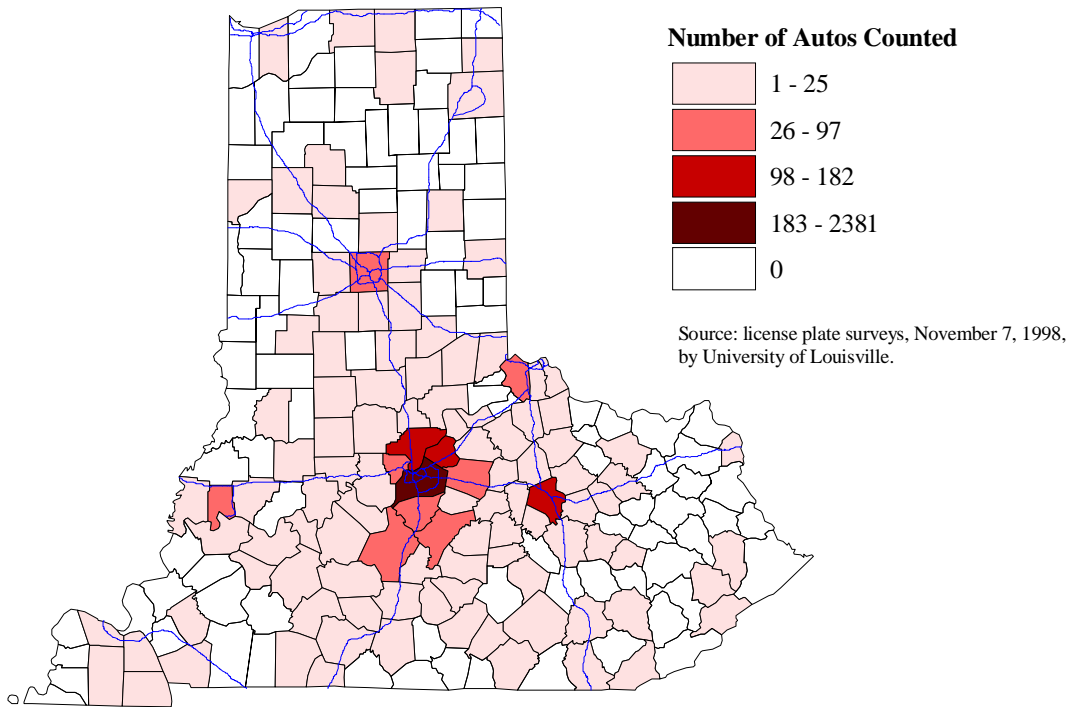 Number of Autos Counted
1 - 25
26 - 97
98 - 182
183 - 2381
0
Source: license plate surveys, November 7, 1998,
by University of Louisville.